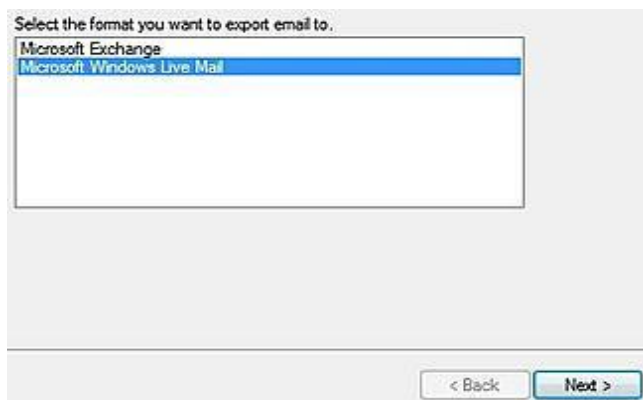 Select the format you want to export email to.
Microsoft Exchange
Microsoft Windows Live Mail
< Back
Next >